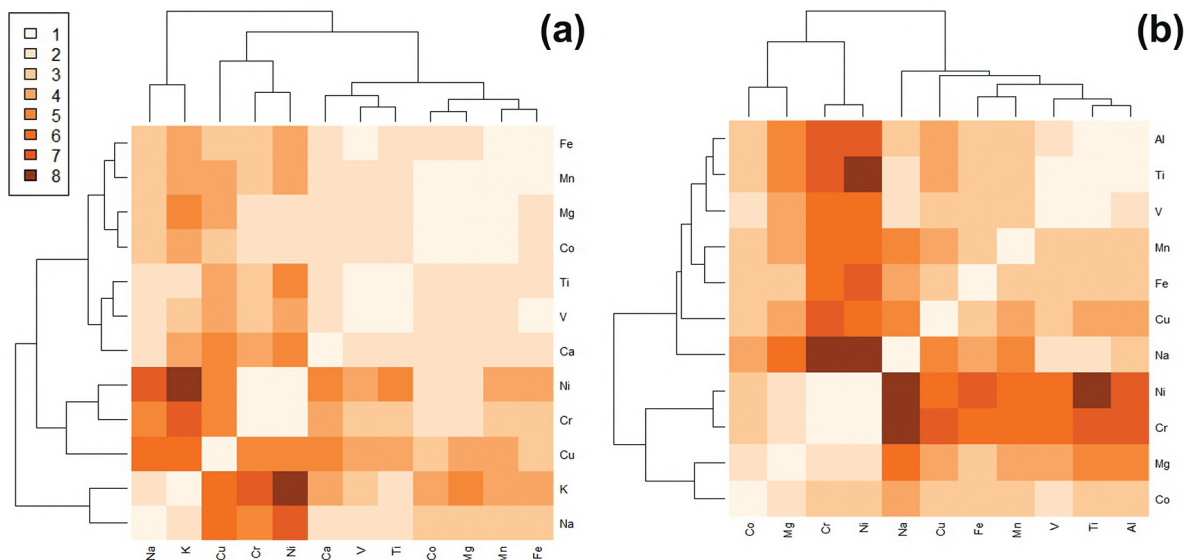 1
2
3
4
5
6
7
8
(a)
Fe
Mn
Mg
Co
Ti
V
Ca
Ni
Cr
Cu
K
Na
Na K Cu Cr Ni Ca V Ti Co Mg Mn Fe
(b)
Al
Ti
V
Mn
Fe
Cu
Na
Ni
Cr
Mg
Co
Co Mg Cr Ni Na Cu Fe Mn V Ti Al